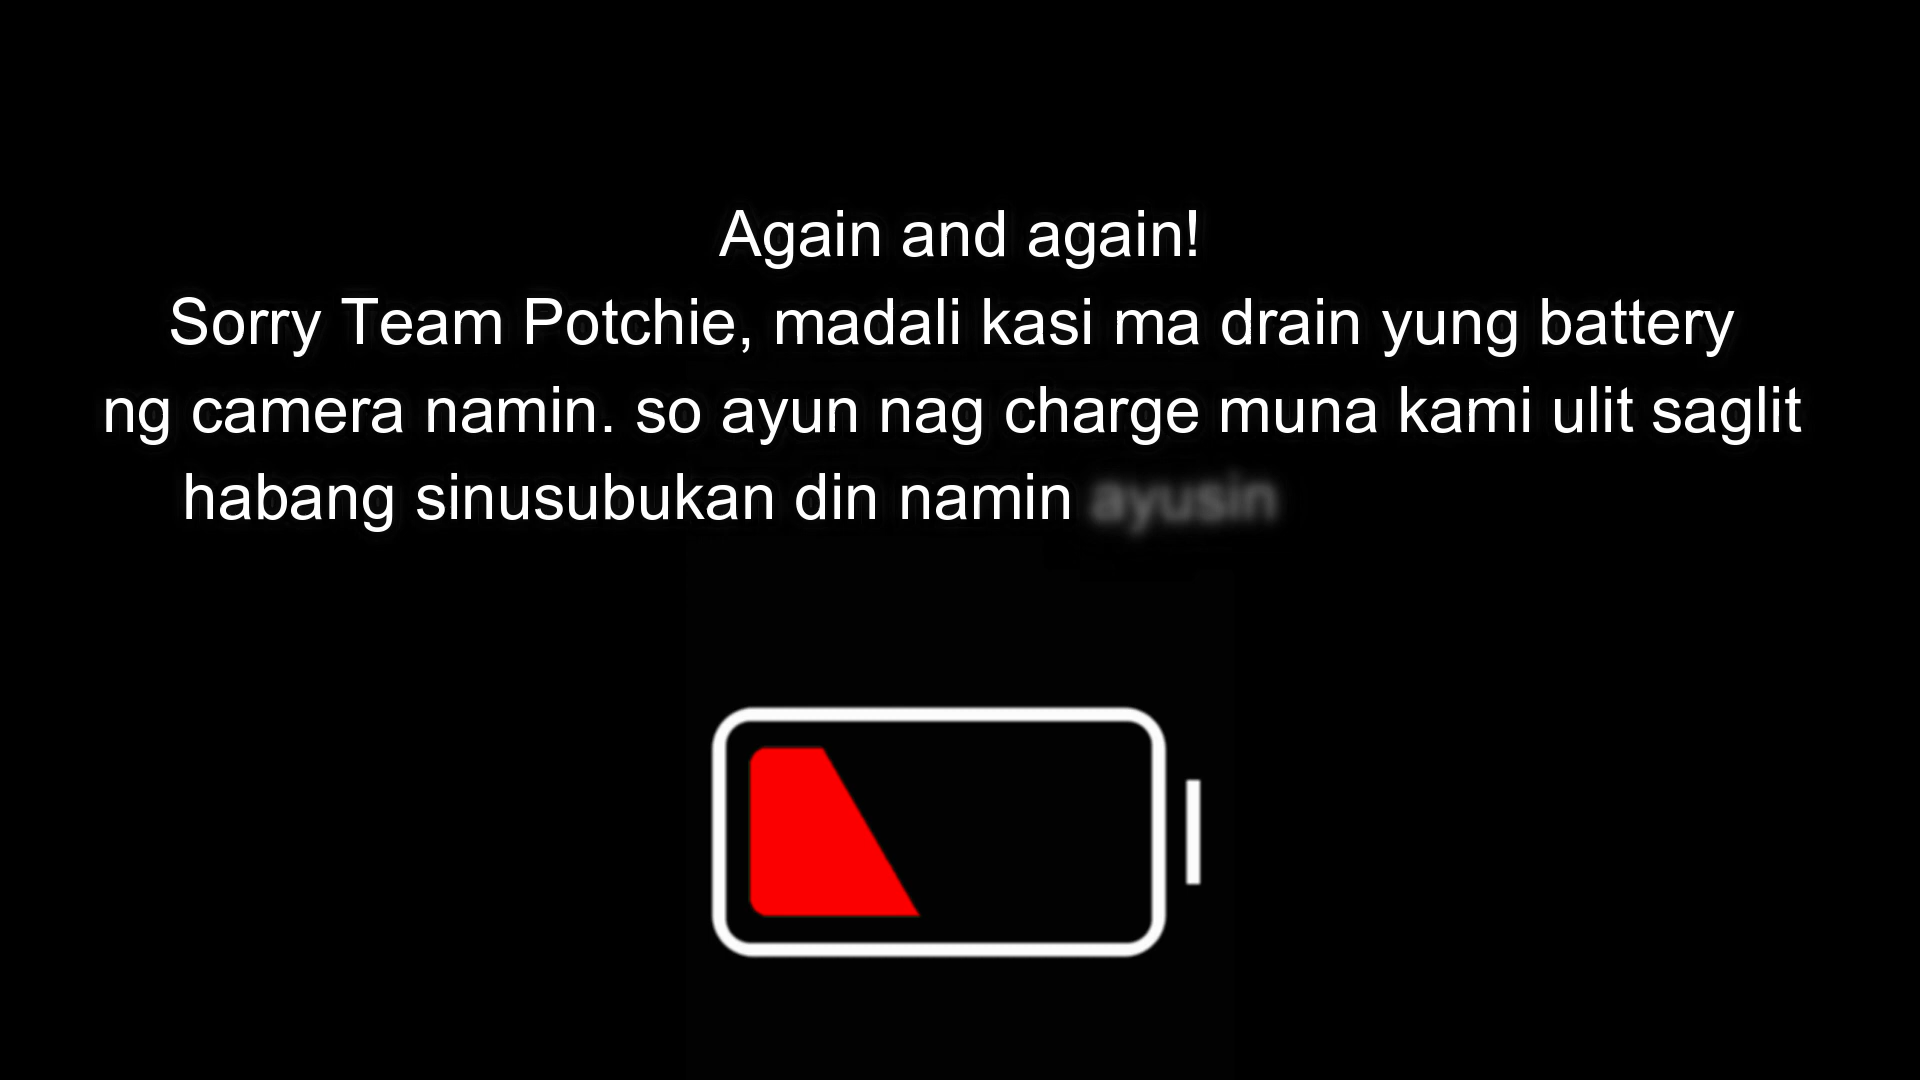 Again and again!
Sorry Team Potchie, madali kasi ma drain yung battery
ng camera namin. so ayun nag charge muna kami ulit saglit
habang sinusubukan din namin ayusin